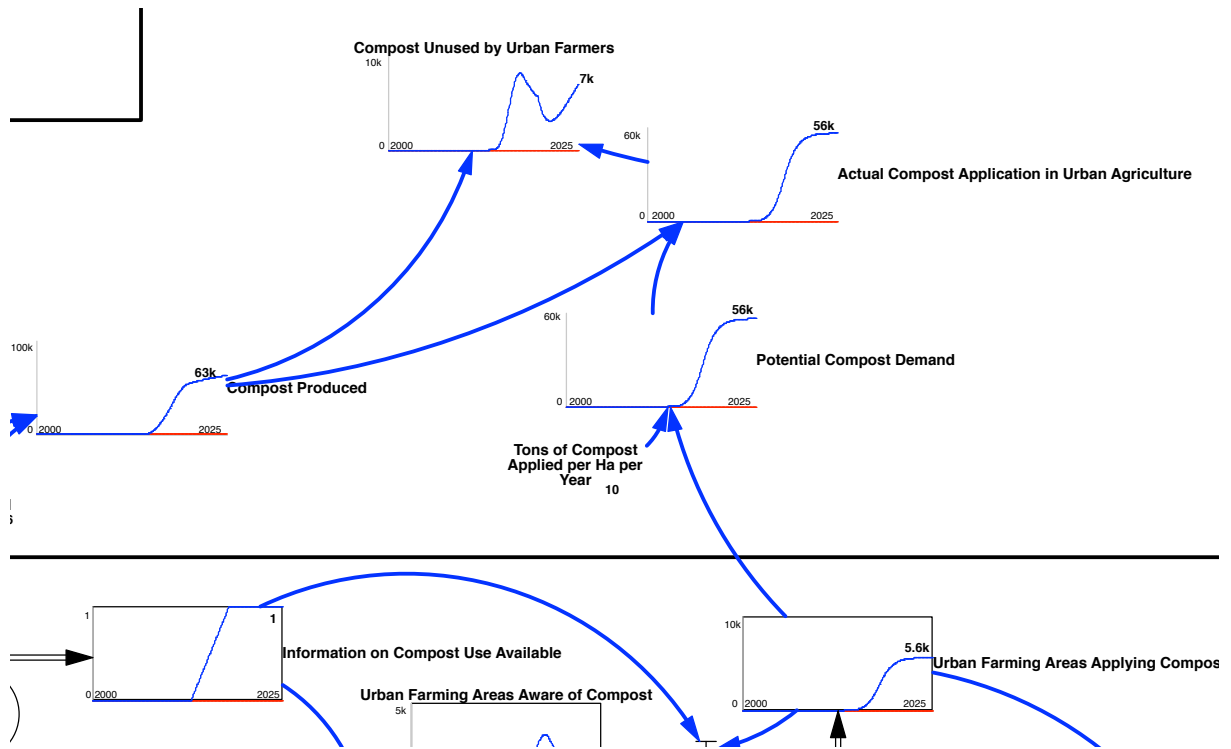 Compost Unused by Urban Farmers
10k
7k
0 2000
2025
60k
56k
Actual Compost Application in Urban Agriculture
0 2000
2025
60k
56k
Potential Compost Demand
0 2000
2025
100k
63k
Compost Produced
0 2000
2025
Tons of Compost
Applied per Ha per
Year
10
1
1
Information on Compost Use Available
0 2000
2025
Urban Farming Areas Aware of Compost
5k
10k
5.6k
Urban Farming Areas Applying Compos
0 2000
2025